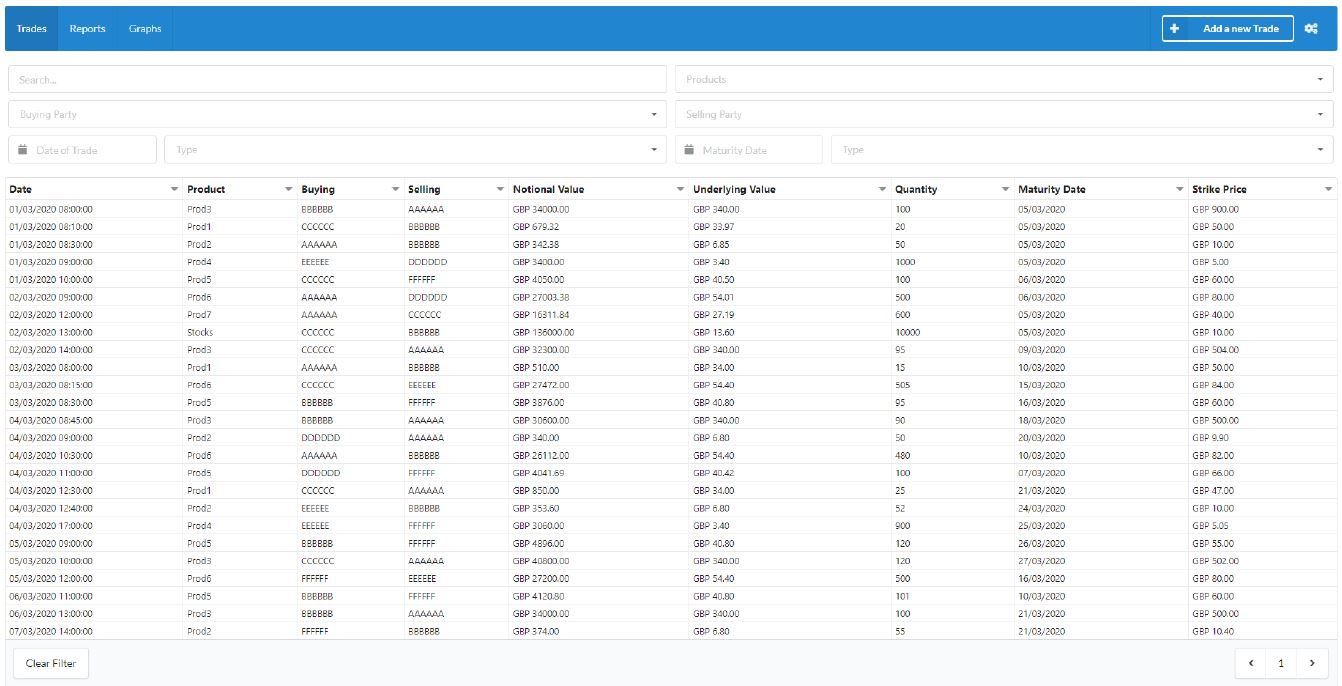 Trades Reports Graphs Add a new Trade
Search... Products
Buying Party Selling Party
Date of Trade Type Maturity Date Type
Date Product Buying Selling Notional Value Underlying Value Quantity Maturity Date Strike Price
01/03/2020 08:00:00 Prod3 BBBBBB AAAAAA GBP 34000.00 GBP 340.00 100 05/03/2020 GBP 900.00
01/03/2020 08:10:00 Prod1 CCCCCC BBBBBB GBP 679.32 GBP 33.97 20 05/03/2020 GBP 50.00
01/03/2020 08:30:00 Prod2 AAAAAA BBBBBB GBP 342.38 GBP 6.85 50 05/03/2020 GBP 10.00
01/03/2020 09:00:00 Prod4 EEEEEE DDDDDD GBP 3400.00 GBP 3.40 1000 05/03/2020 GBP 5.00
01/03/2020 10:00:00 Prod5 CCCCCC FFFFFF GBP 4050.00 GBP 40.50 100 06/03/2020 GBP 60.00
02/03/2020 09:00:00 Prod6 AAAAAA DDDDDD GBP 27003.38 GBP 54.01 500 06/03/2020 GBP 80.00
02/03/2020 12:00:00 Prod7 AAAAAA CCCCCC GBP 16311.84 GBP 27.19 600 05/03/2020 GBP 40.00
02/03/2020 13:00:00 Stocks CCCCCC BBBBBB GBP 136000.00 GBP 13.60 10000 05/03/2020 GBP 10.00
02/03/2020 14:00:00 Prod3 CCCCCC AAAAAA GBP 32300.00 GBP 340.00 95 09/03/2020 GBP 504.00
03/03/2020 08:00:00 Prod1 AAAAAA BBBBBB GBP 510.00 GBP 34.00 15 10/03/2020 GBP 50.00
03/03/2020 08:15:00 Prod6 CCCCCC EEEEEE GBP 27472.00 GBP 54.40 505 15/03/2020 GBP 84.00
03/03/2020 08:30:00 Prod5 BBBBBB FFFFFF GBP 3876.00 GBP 40.80 95 16/03/2020 GBP 60.00
04/03/2020 08:45:00 Prod3 BBBBBB AAAAAA GBP 30600.00 GBP 340.00 90 18/03/2020 GBP 500.00
04/03/2020 09:00:00 Prod2 DDDDDD AAAAAA GBP 340.00 GBP 6.80 50 20/03/2020 GBP 9.90
04/03/2020 10:30:00 Prod6 AAAAAA BBBBBB GBP 26112.00 GBP 54.40 480 10/03/2020 GBP 82.00
04/03/2020 11:00:00 Prod5 DDDDDD FFFFFF GBP 4041.69 GBP 40.42 100 07/03/2020 GBP 66.00
04/03/2020 12:30:00 Prod1 CCCCCC AAAAAA GBP 850.00 GBP 34.00 25 21/03/2020 GBP 47.00
04/03/2020 12:40:00 Prod2 EEEEEE BBBBBB GBP 353.60 GBP 6.80 52 24/03/2020 GBP 10.00
04/03/2020 17:00:00 Prod4 EEEEEE FFFFFF GBP 3060.00 GBP 3.40 900 25/03/2020 GBP 5.05
05/03/2020 09:00:00 Prod5 BBBBBB FFFFFF GBP 4896.00 GBP 40.80 120 26/03/2020 GBP 55.00
05/03/2020 10:00:00 Prod3 CCCCCC AAAAAA GBP 40800.00 GBP 340.00 120 27/03/2020 GBP 502.00
05/03/2020 12:00:00 Prod6 FFFFFF EEEEEE GBP 27200.00 GBP 54.40 500 16/03/2020 GBP 80.00
06/03/2020 11:00:00 Prod5 BBBBBB FFFFFF GBP 4120.80 GBP 40.80 101 10/03/2020 GBP 60.00
06/03/2020 13:00:00 Prod3 BBBBBB AAAAAA GBP 34000.00 GBP 340.00 100 21/03/2020 GBP 500.00
07/03/2020 14:00:00 Prod2 FFFFFF BBBBBB GBP 374.00 GBP 6.80 55 21/03/2020 GBP 10.40
Clear Filter 1